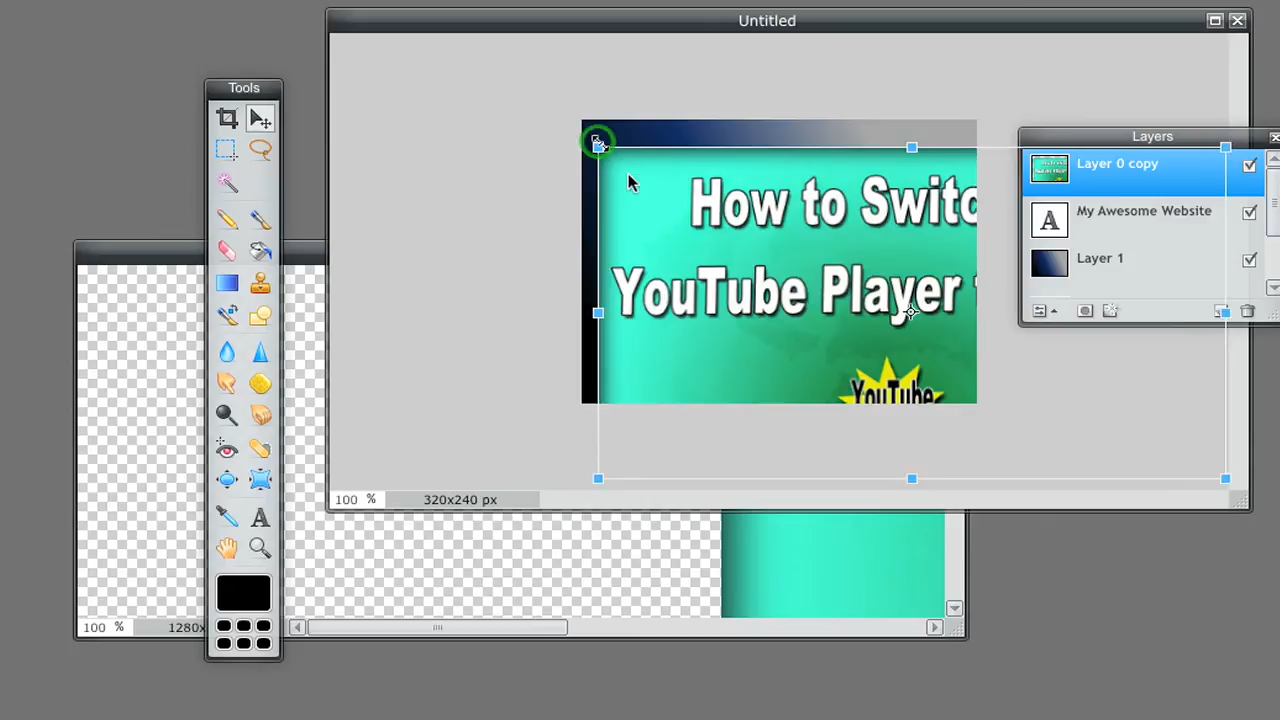 Untitled
Tools
Layers
Layer 0 copy
A
My Awesome Website
Layer 1
How to Switc
YouTube Player
YouTube
A
100 %
320x240 px
100 %
1280x